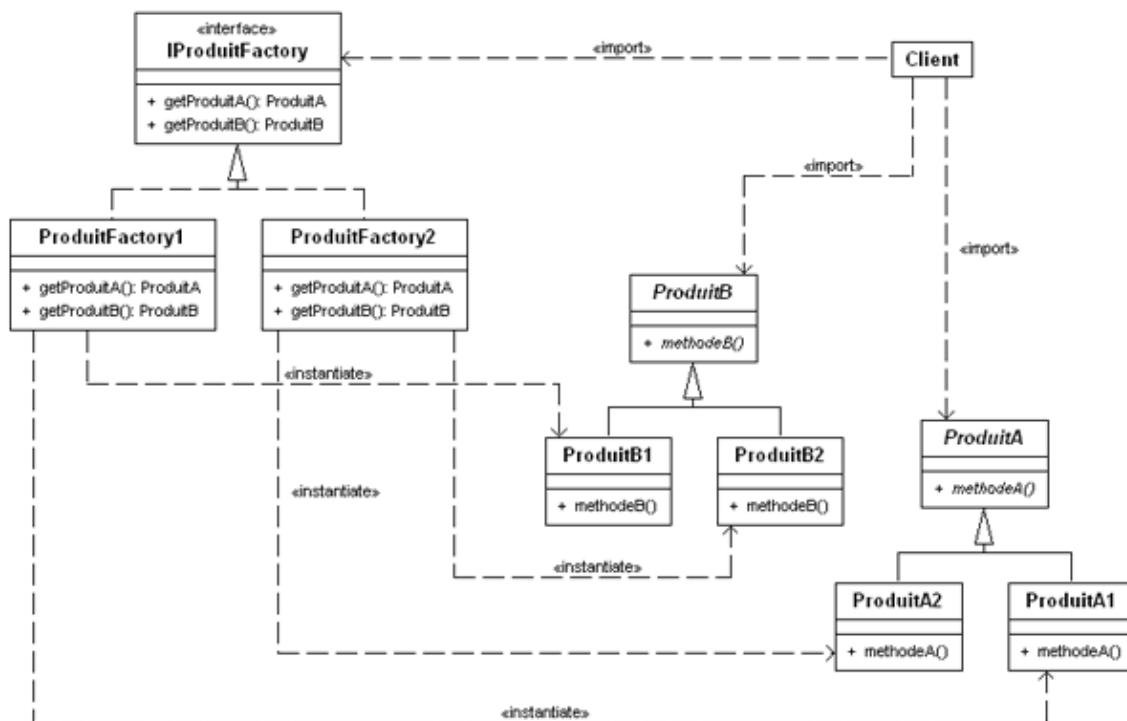 «interface»
IProduitFactory
+ getProduitA(): ProduitA
+ getProduitB(): ProduitB
«import»
Client
«import»
«import»
ProduitFactory1
+ getProduitA(): ProduitA
+ getProduitB(): ProduitB
ProduitFactory2
+ getProduitA(): ProduitA
+ getProduitB(): ProduitB
ProduitB
+ methodeB()
«instantiate»
ProduitB1
+ methodeB()
ProduitB2
+ methodeB()
ProduitA
+ methodeA()
«instantiate»
«instantiate»
ProduitA2
+ methodeA()
ProduitA1
+ methodeA()
«instantiate»